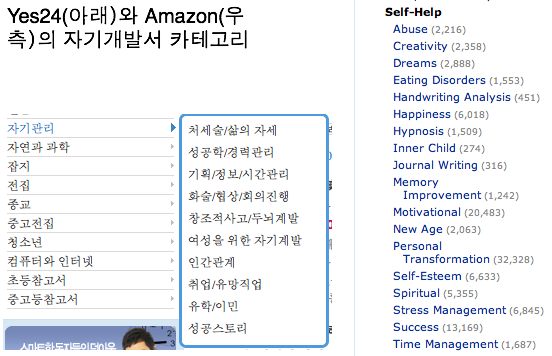 Yes24(아래)와 Amazon(우
측)의 자기개발서 카테고리
자기관리
자연과 과학
잡지
전집
종교
중고전집
청소년
컴퓨터와 인터넷
초등참고서
중고등참고서
처세술/삶의 자세
성공학/경력관리
기획/정보/시간관리
화술/협상/회의진행
창조적사고/두뇌계발
여성을 위한 자기계발
인간관계
취업/유망직업
유학/이민
성공스토리
Self-Help
Abuse (2,216)
Creativity (2,358)
Dreams (2,888)
Eating Disorders (1,553)
Handwriting Analysis (451)
Happiness (6,018)
Hypnosis (1,509)
Inner Child (274)
Journal Writing (316)
Memory
Improvement (1,242)
Motivational (20,483)
New Age (2,063)
Personal
Transformation (32,328)
Self-Esteem (6,633)
Spiritual (5,355)
Stress Management (6,845)
Success (13,169)
Time Management (1,687)